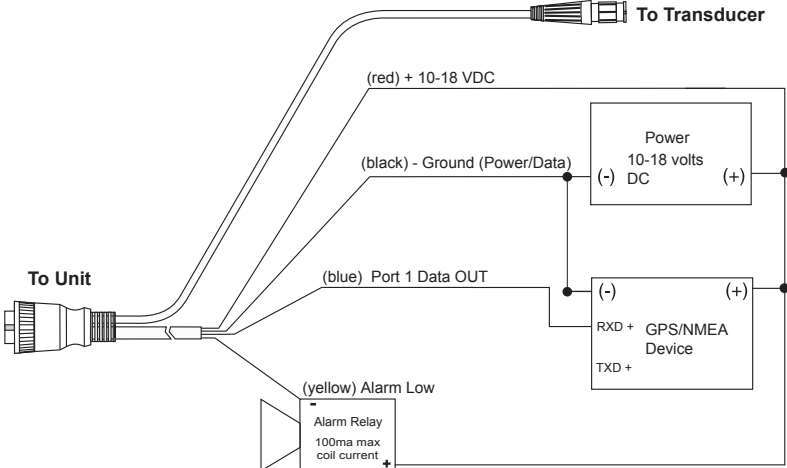 To Transducer
(red) + 10-18 VDC
Power
10-18 volts
(-) DC (+)
(black) - Ground (Power/Data)
To Unit
(blue) Port 1 Data OUT
(-) (+)
RXD + GPS/NMEA
Device
TXD +
(yellow) Alarm Low
-
Alarm Relay
100ma max
coil current
+